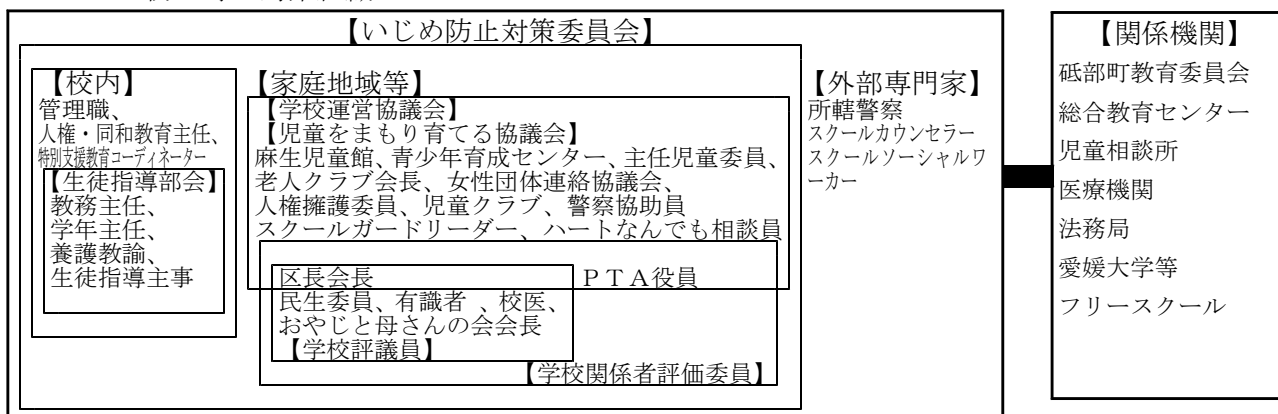 【いじめ防止対策委員会】
【校内】
管理職、
人権・同和教育主任、
特別支援教育コーディネーター
【生徒指導部会】
教務主任、
学年主任、
養護教諭、
生徒指導主事
【家庭地域等】
【学校運営協議会】
【児童をまもり育てる協議会】
麻生児童館、青少年育成センター、主任児童委員、
老人クラブ会長、女性団体連絡協議会、
人権擁護委員、児童クラブ、警察協助員
スクールガードリーダー、ハートなんでも相談員
区長会長 ＰＴＡ役員
民生委員、有識者 、校医、
おやじと母さんの会会長
【学校評議員】
【学校関係者評価委員】
【外部専門家】
所轄警察
スクールカウンセラー
スクールソーシャルワ
ーカー
【関係機関】
砥部町教育委員会
総合教育センター
児童相談所
医療機関
法務局
愛媛大学等
フリースクール